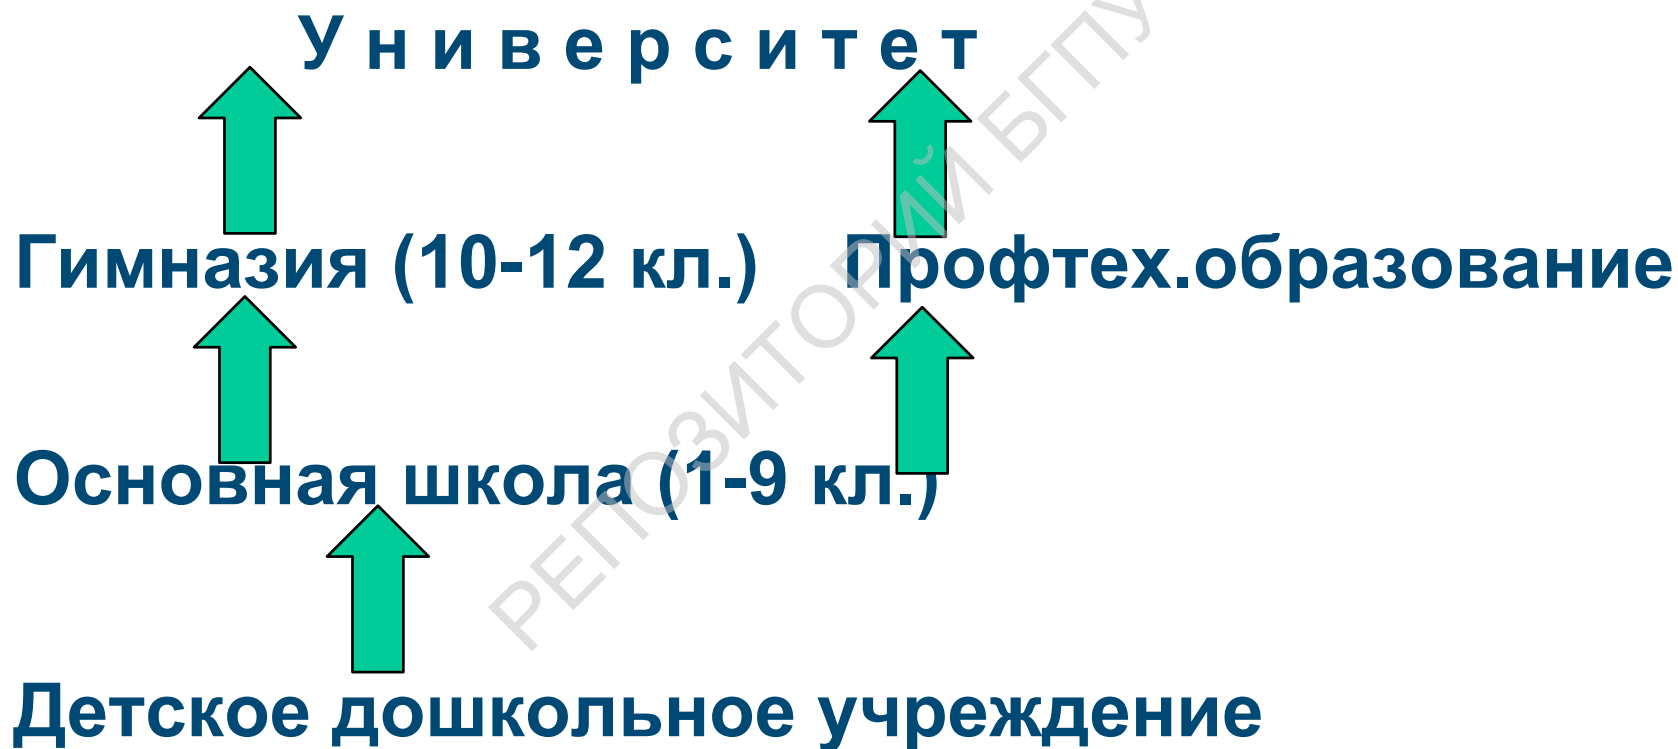 У н и в е р с и т е т
Гимназия (10-12 кл.) Профтех.образование
Основная школа (1-9 кл.)
Детское дошкольное учреждение
РЕПОЗИТОРИЙ БГПУ